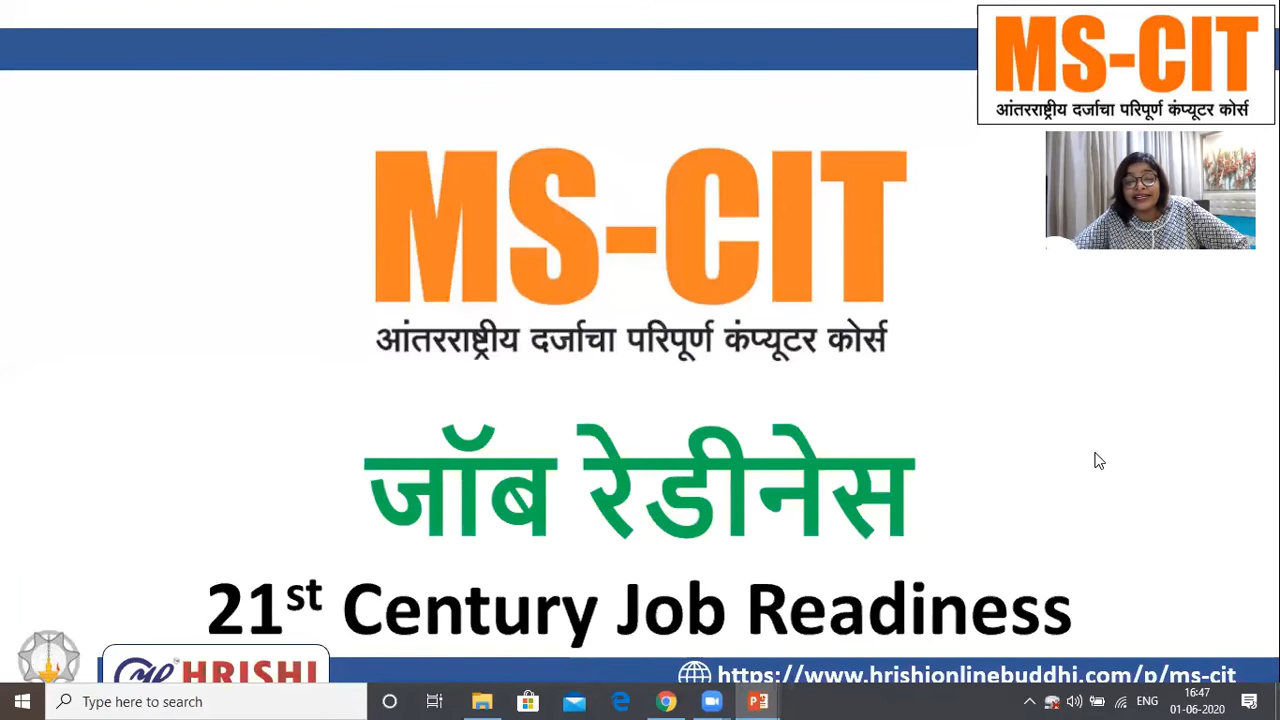 MS-CIT
आंतरराष्ट्रीय दर्जाचा परिपूर्ण कंप्यूटर कोर्स
MS-CIT
आंतरराष्ट्रीय दर्जाचा परिपूर्ण कंप्यूटर कोर्स
जॉब रेडीनेस
21st Century Job Readiness
HRISHI
https://www.hrishionlinebuddhi.com/p/ms-cit
Type here to search
ENG
16:47
01-06-2020